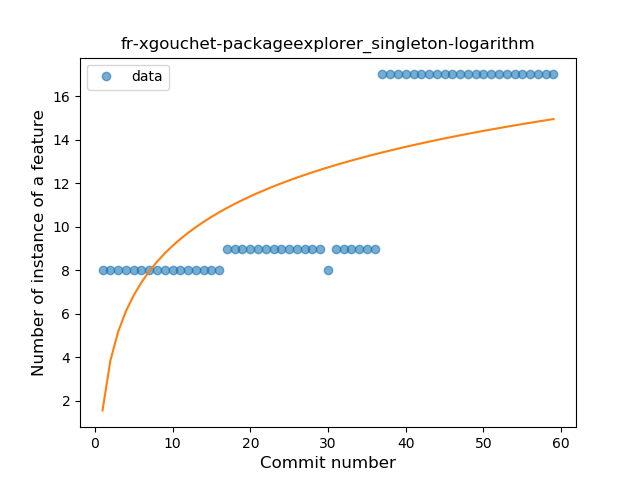 fr-xgouchet-packageexplorer_singleton-logarithm
data
Number of instance of a feature
16
14
12
10
8
6
4
2
0 10 20 30 40 50 60
Commit number